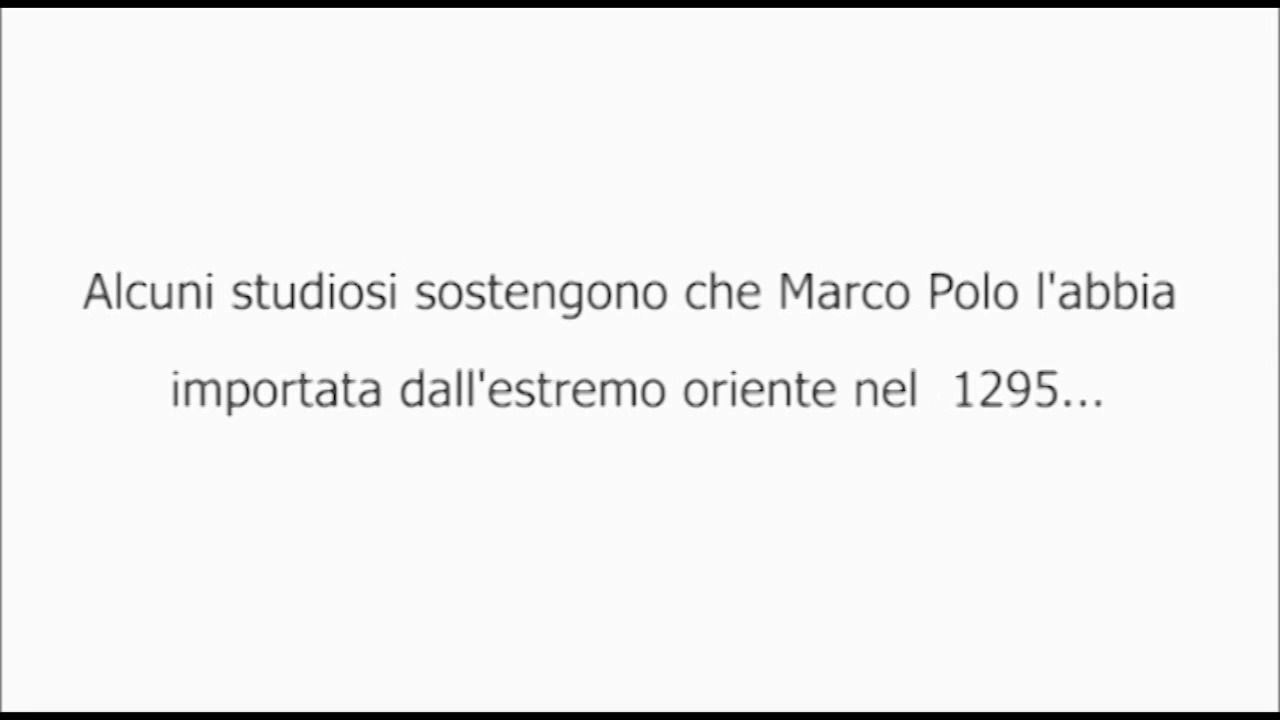 Alcuni studiosi sostengono che Marco Polo l'abbia
importata dall'estremo oriente nel  1295...